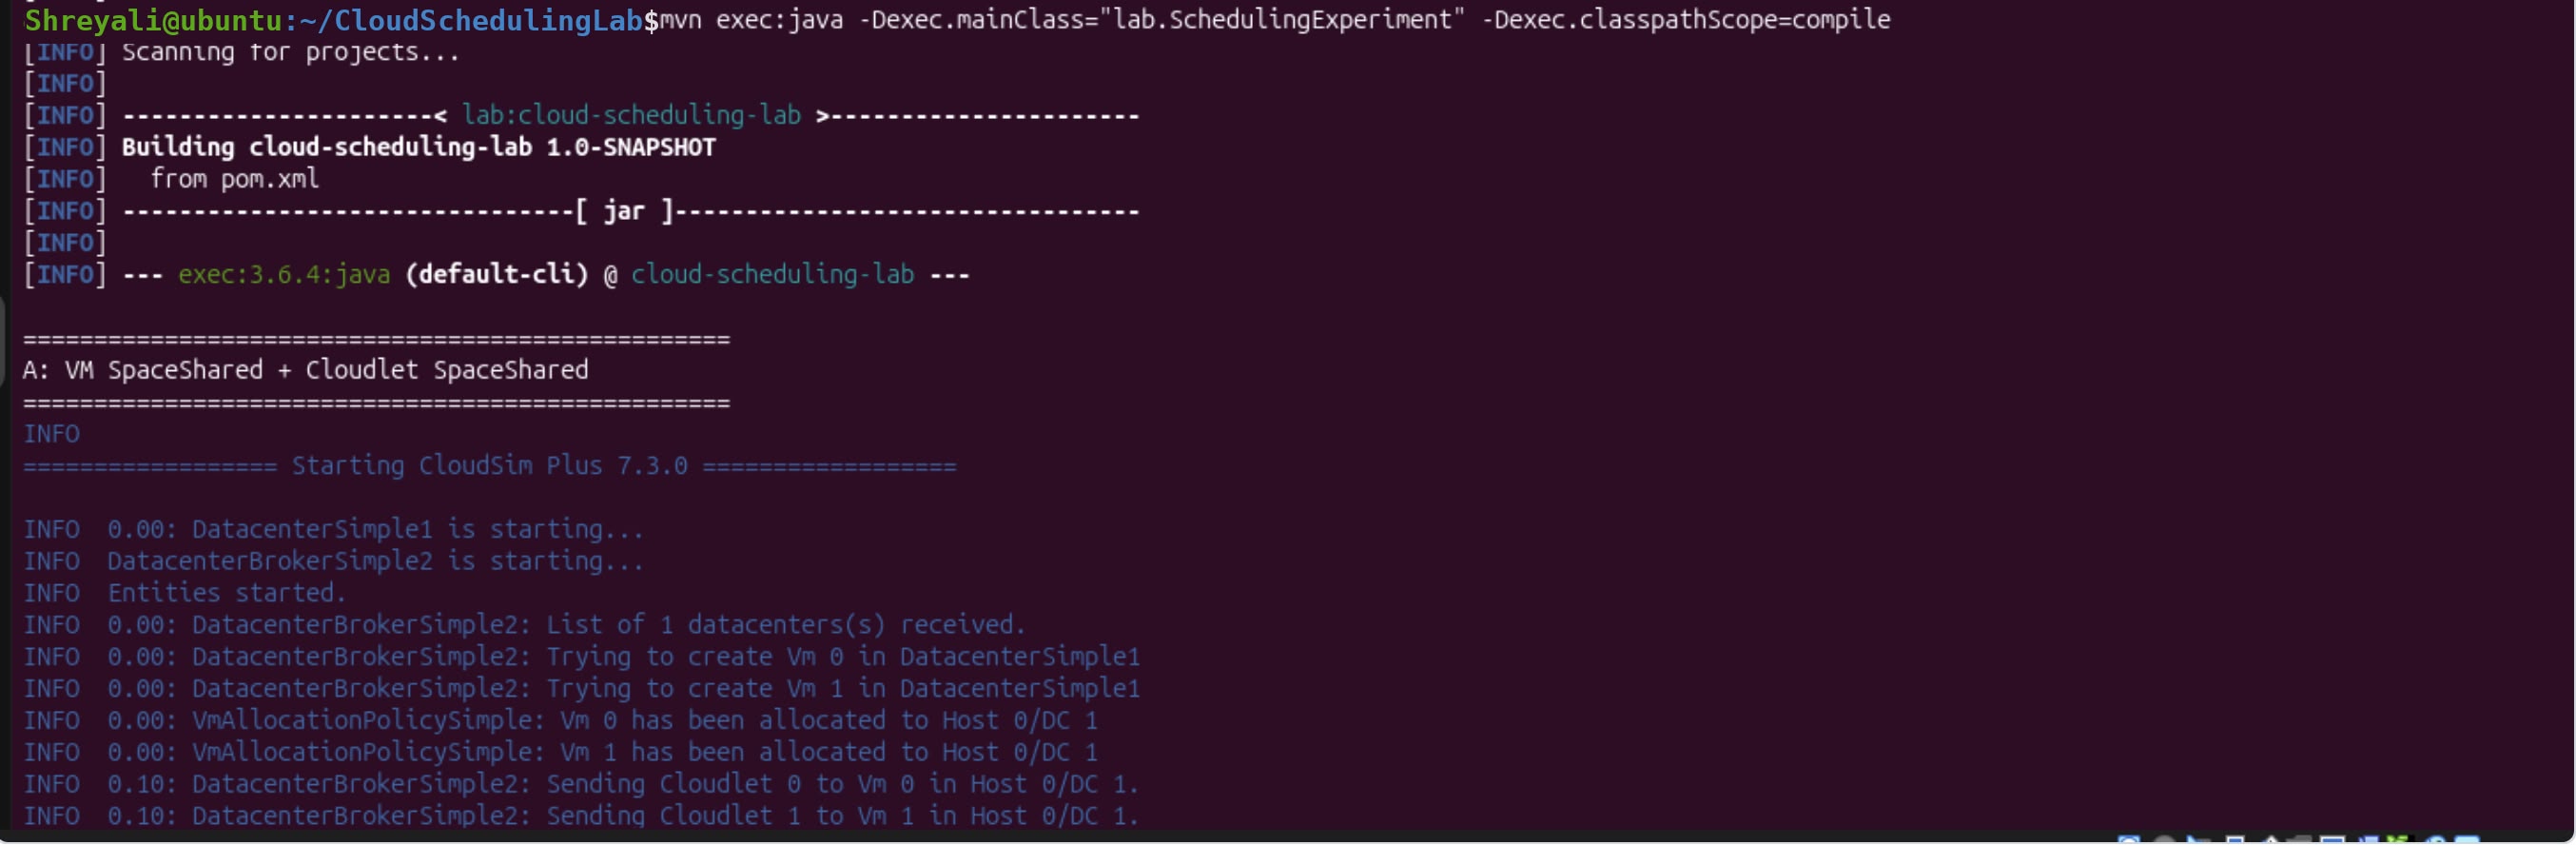 Shreyali@ubuntu:~/CloudSchedulingLab$mvn exec:java -Dexec.mainClass="lab.SchedulingExperiment" -Dexec.classpathScope=compile
[INFO] Scanning for projects...
[INFO]
[INFO] ----------------------< lab:cloud-scheduling-lab >----------------------
[INFO] Building cloud-scheduling-lab 1.0-SNAPSHOT
[INFO]   from pom.xml
[INFO] --------------------------------[ jar ]---------------------------------
[INFO]
[INFO] --- exec:3.6.4:java (default-cli) @ cloud-scheduling-lab ---
==================================================
A: VM SpaceShared + Cloudlet SpaceShared
==================================================
INFO
================== Starting CloudSim Plus 7.3.0 ==================
INFO  0.00: DatacenterSimple1 is starting...
INFO  DatacenterBrokerSimple2 is starting...
INFO  Entities started.
INFO  0.00: DatacenterBrokerSimple2: List of 1 datacenters(s) received.
INFO  0.00: DatacenterBrokerSimple2: Trying to create Vm 0 in DatacenterSimple1
INFO  0.00: DatacenterBrokerSimple2: Trying to create Vm 1 in DatacenterSimple1
INFO  0.00: VmAllocationPolicySimple: Vm 0 has been allocated to Host 0/DC 1
INFO  0.00: VmAllocationPolicySimple: Vm 1 has been allocated to Host 0/DC 1
INFO  0.10: DatacenterBrokerSimple2: Sending Cloudlet 0 to Vm 0 in Host 0/DC 1.
INFO  0.10: DatacenterBrokerSimple2: Sending Cloudlet 1 to Vm 1 in Host 0/DC 1.